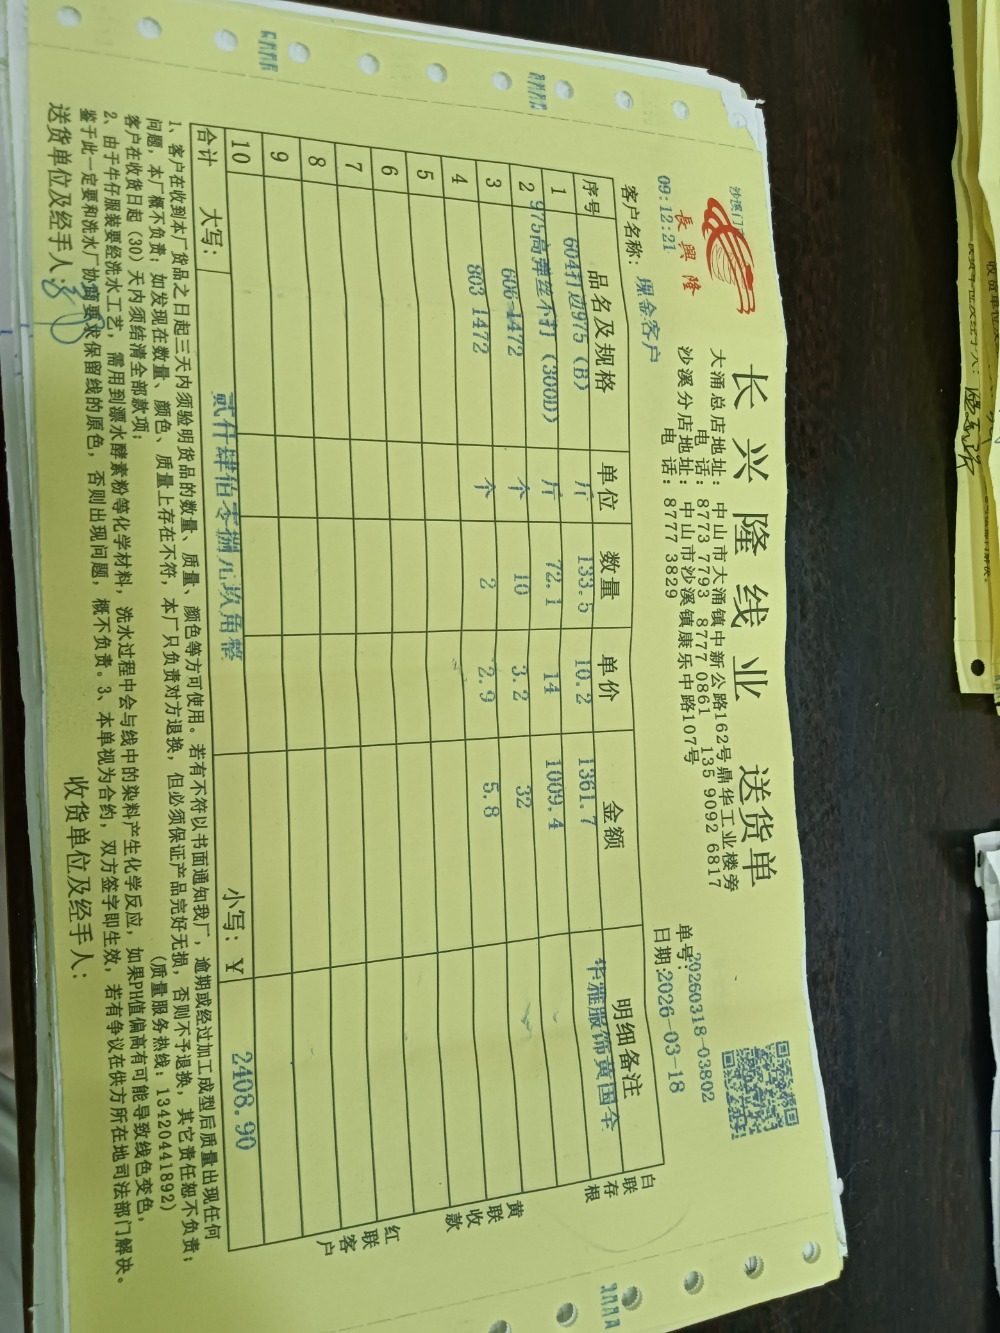 長興隆
长兴隆线业 送货单
大涌总店地址：中山市大涌镇中新公路162号鼎华工业楼旁
电话：8773 7793 8777 0861 135 9092 6817
沙溪分店地址：中山市沙溪镇康乐中路107号
电话：8777 3829
沙溪门
09:12:21
单号：20260318-03802
客户名称：现金客户
日期：2026-03-18
序号 品名及规格 单位 数量 单价 金额 明细备注
1 604打边975（B） 斤 133.5 10.2 1361.7 华雅服饰黄国伞
2 975高弹丝不打（300D） 斤 72.1 14 1009.4
3 606-1472 个 10 3.2 32
4 803 1472 个 2 2.9 5.8
5
6
7
8
9
10
合计 大写：贰仟肆佰零捌元玖角整 小写：¥ 2408.90
白联存根
黄联收款
红联客户
1、客户在收到本厂货品之日起三天内须验明货品的数量、质量、颜色等方可使用。若有不符以书面通知我厂，逾期或经过加工成型后质量出现任何
问题，本厂概不负责；如发现在数量、颜色、质量上存在不符，本厂只负责对方退换，但必须保证产品完好无损，否则不予退换，其它责任恕不负责；
客户在收货日起（30）天内须结清全部款项；
（质量服务热线：13420441892）
2、由于牛仔服装要经洗水工艺，需用到漂水酵素粉等化学材料，洗水过程中会与线中的染料产生化学反应，如果PH值偏高有可能导致线色变色，
鉴于此一定要和洗水厂协商要求保留线的原色，否则出现问题，概不负责。3、本单视为合约，双方签字即生效，若有争议在供方所在地司法部门解决。
送货单位及经手人：
收货单位及经手人：